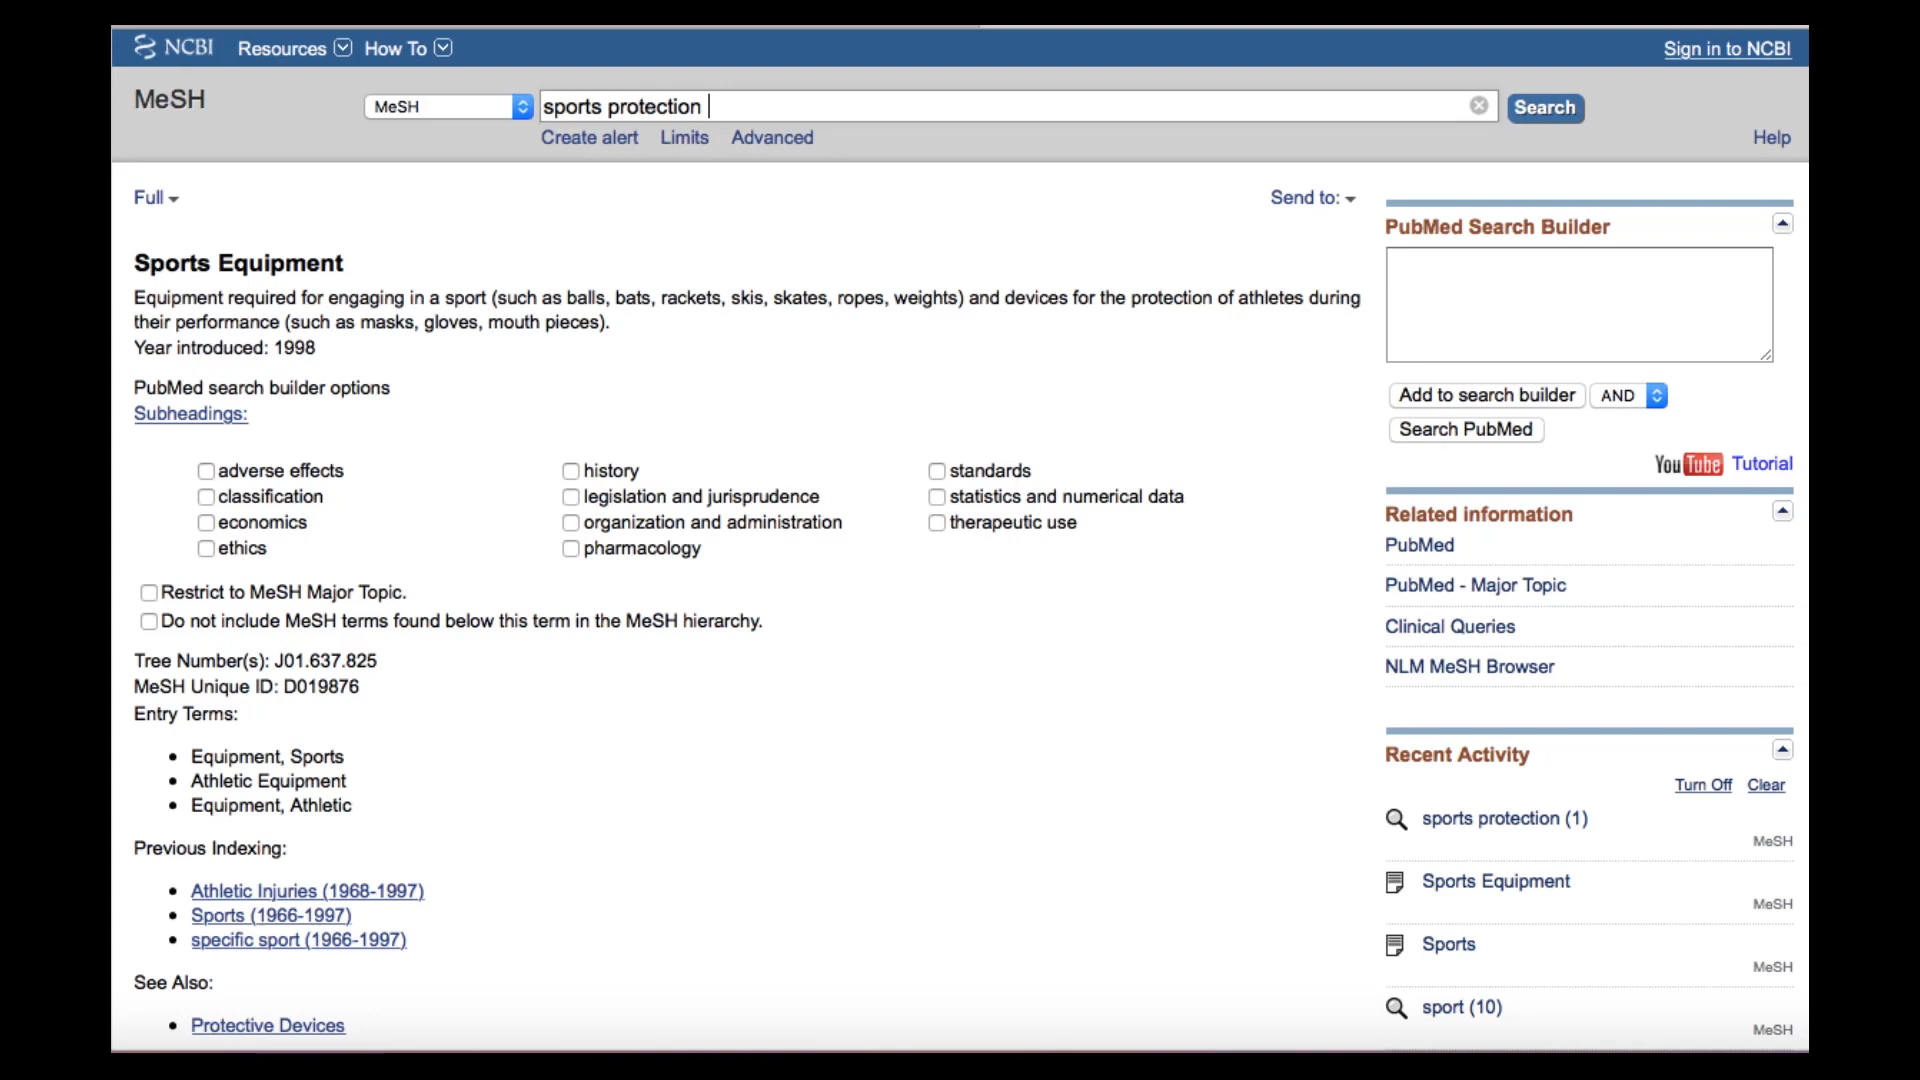 NCBI Resources How To Sign in to NCBI
MeSH MeSH sports protection Search
Create alert Limits Advanced Help
Full Send to:
Sports Equipment
Equipment required for engaging in a sport (such as balls, bats, rackets, skis, skates, ropes, weights) and devices for the protection of athletes during
their performance (such as masks, gloves, mouth pieces).
Year introduced: 1998
PubMed search builder options
Subheadings:
adverse effects
classification
economics
ethics
history
legislation and jurisprudence
organization and administration
pharmacology
standards
statistics and numerical data
therapeutic use
Restrict to MeSH Major Topic.
Do not include MeSH terms found below this term in the MeSH hierarchy.
Tree Number(s): J01.637.825
MeSH Unique ID: D019876
Entry Terms:
Equipment, Sports
Athletic Equipment
Equipment, Athletic
Previous Indexing:
Athletic Injuries (1968-1997)
Sports (1966-1997)
specific sport (1966-1997)
See Also:
Protective Devices
PubMed Search Builder
Add to search builder AND
Search PubMed
YouTube Tutorial
Related information
PubMed
PubMed - Major Topic
Clinical Queries
NLM MeSH Browser
Recent Activity
Turn Off Clear
sports protection (1)
MeSH
Sports Equipment
MeSH
Sports
MeSH
sport (10)
MeSH